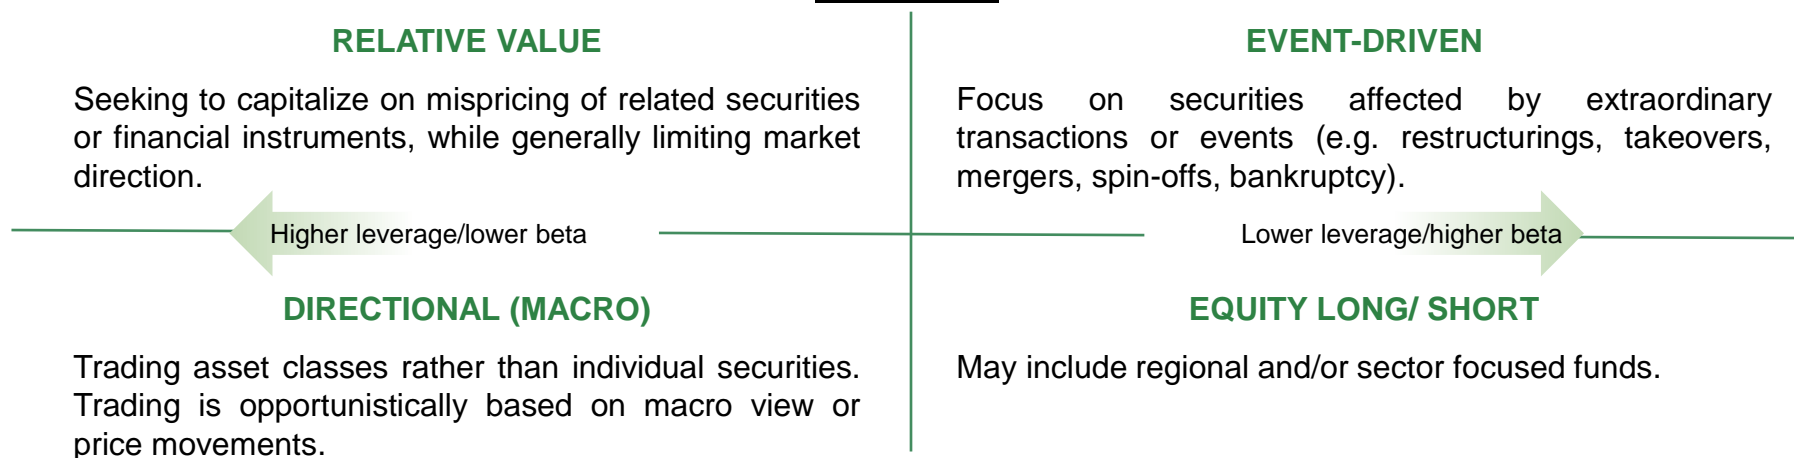 RELATIVE VALUE
Seeking to capitalize on mispricing of related securities
or financial instruments, while generally limiting market
direction.
EVENT-DRIVEN
Focus on securities affected by extraordinary
transactions or events (e.g. restructurings, takeovers,
mergers, spin-offs, bankruptcy).
Higher leverage/lower beta
Lower leverage/higher beta
DIRECTIONAL (MACRO)
Trading asset classes rather than individual securities.
Trading is opportunistically based on macro view or
price movements.
EQUITY LONG/ SHORT
May include regional and/or sector focused funds.